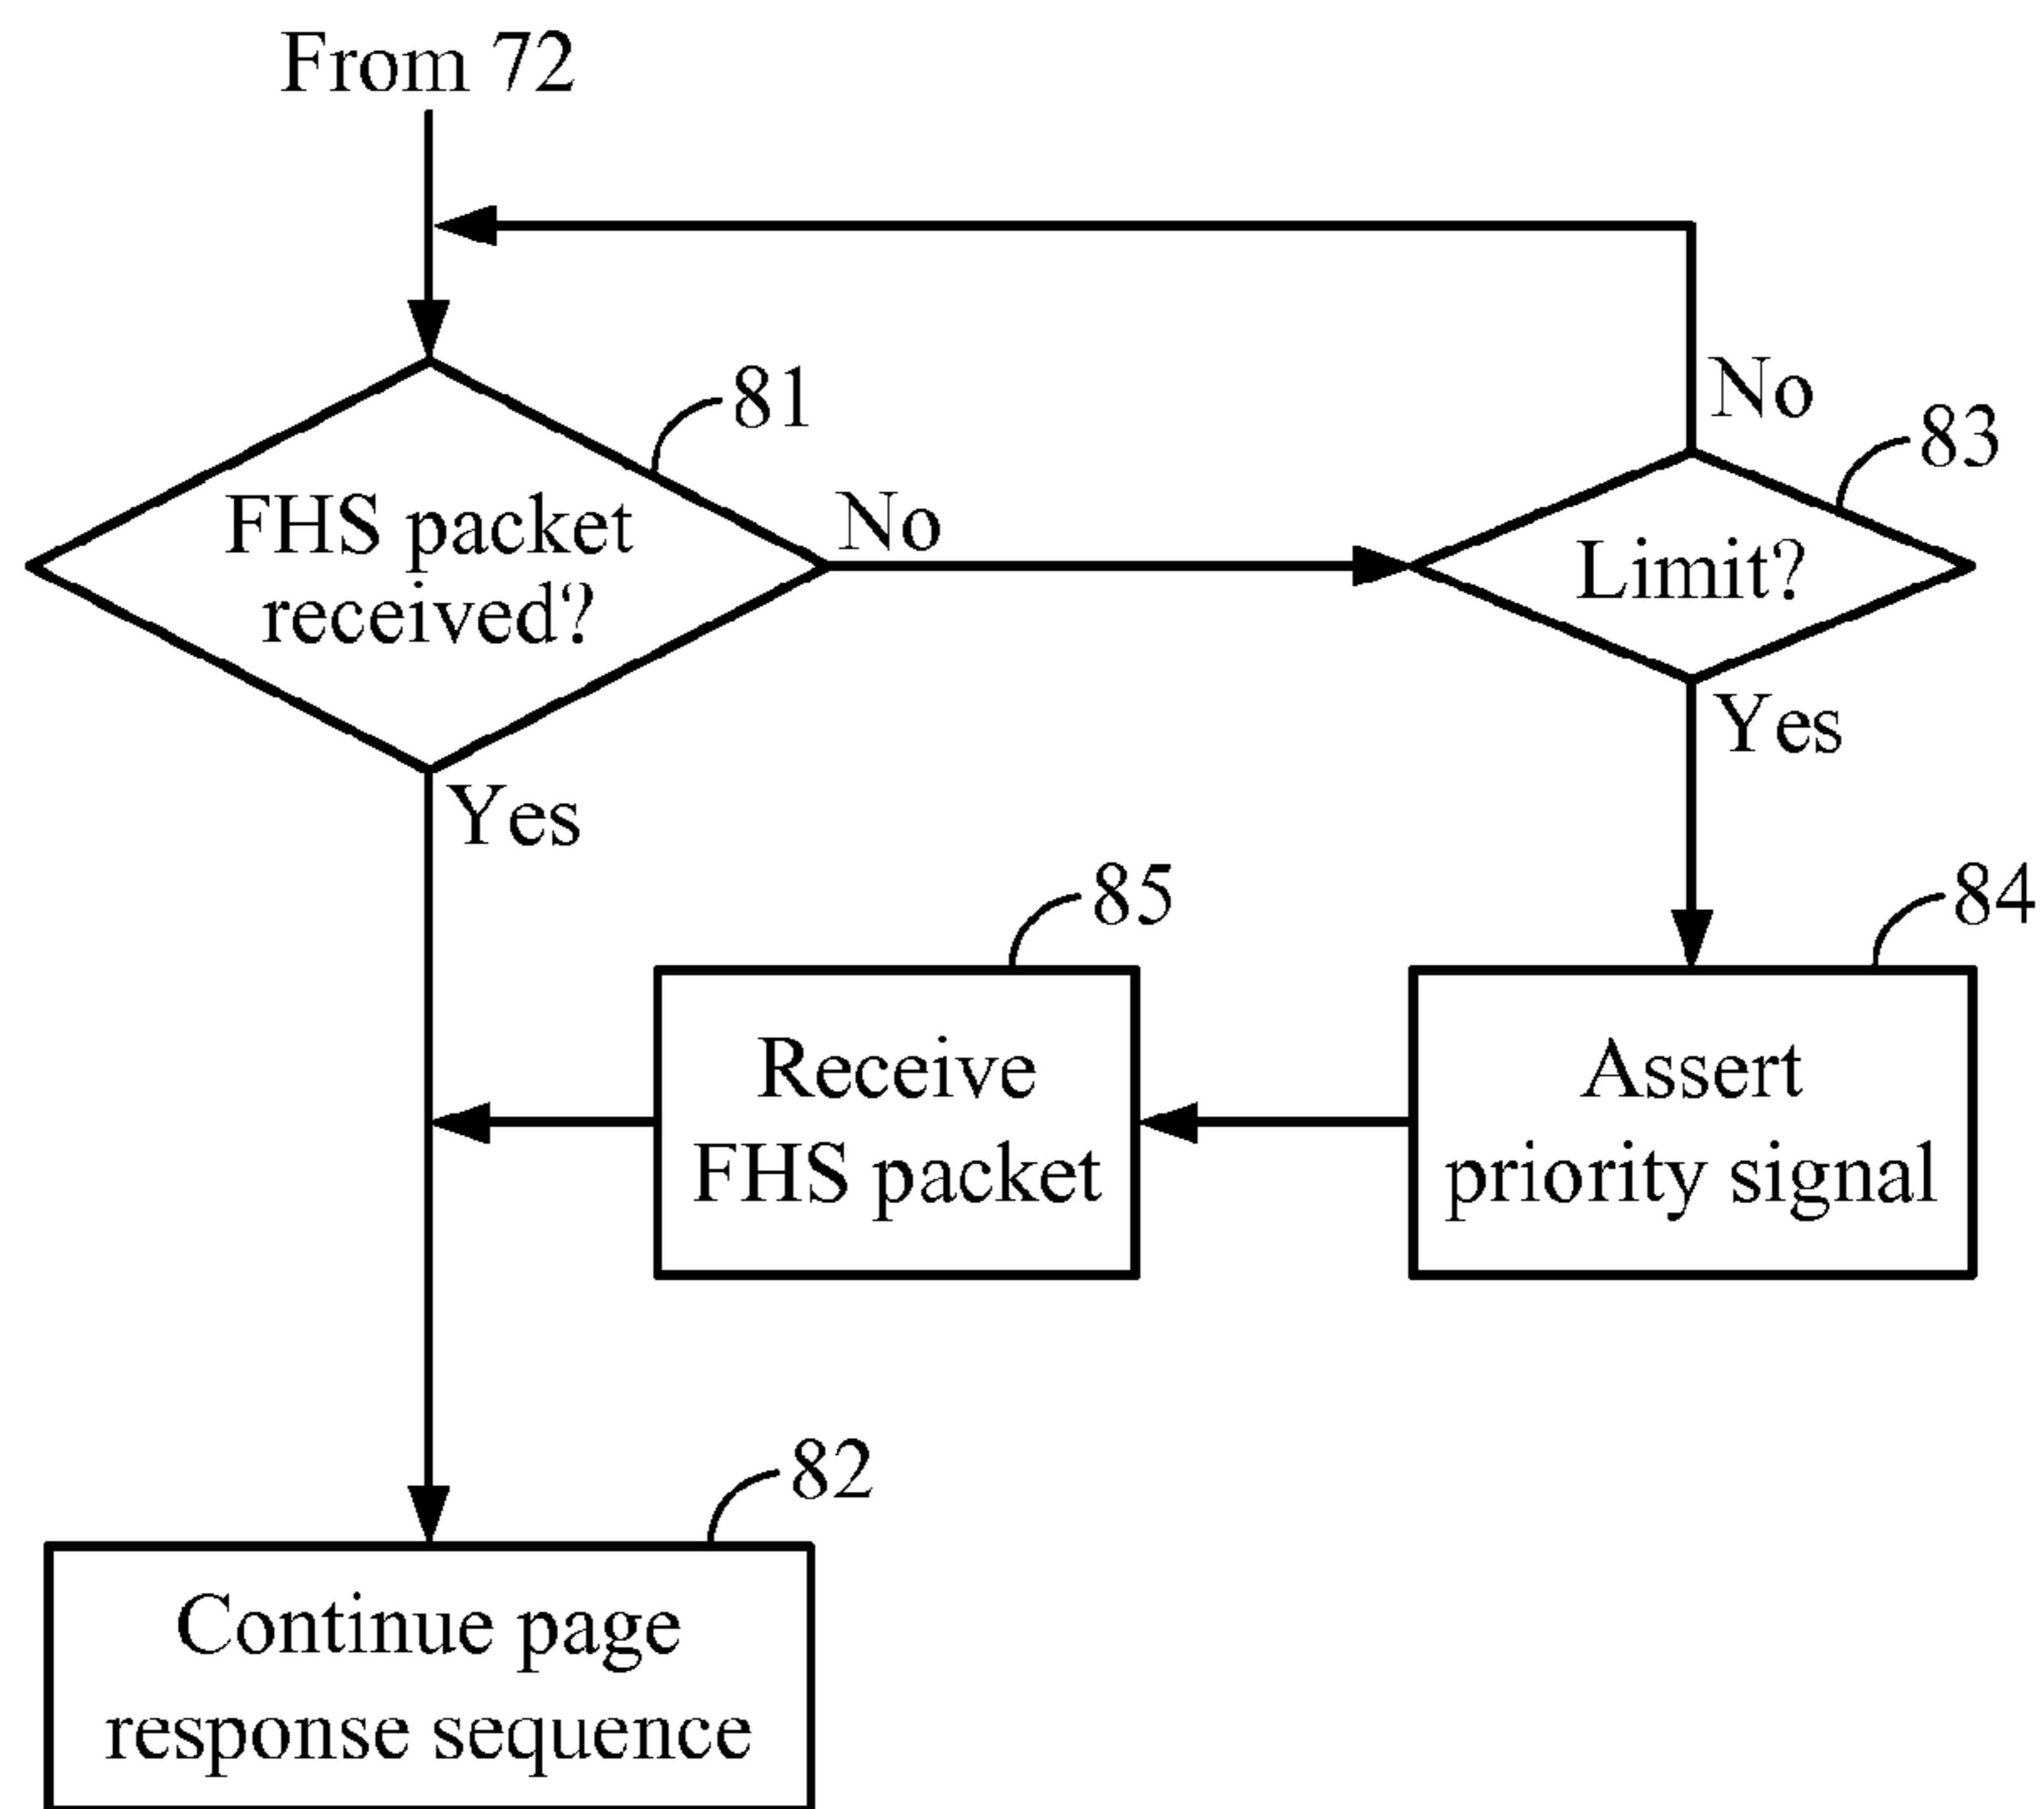 From 72
81
FHS packet
received?
No
Yes
No
83
Limit?
Yes
85
Receive
FHS packet
84
Assert
priority signal
82
Continue page
response sequence